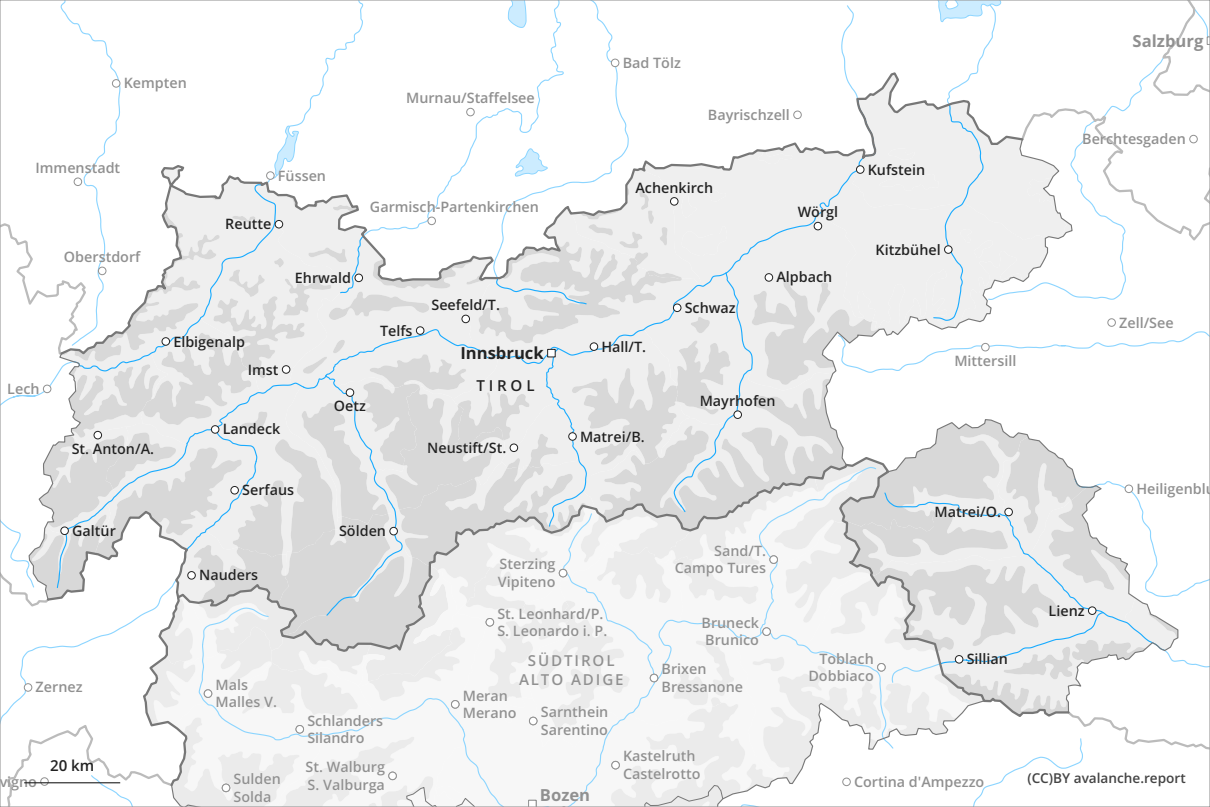 Salzburg
Bad Tölz
Kempten
Murnau/Staffelsee
Bayrischzell
Berchtesgaden
Immenstadt
Füssen
Kufstein
Achenkirch
Garmisch-Partenkirchen
Wörgl
Reutte
Kitzbühel
Oberstdorf
Ehrwald
Alpbach
Seefeld/T.
Schwaz
Zell/See
Telfs
Elbigenalp
Innsbruck
Hall/T.
Mittersill
Imst
TIROL
Lech
Oetz
Mayrhofen
Landeck
Matrei/B.
St. Anton/A.
Neustift/St.
Serfaus
Heiligenblu
Matrei/O.
Galtür
Sölden
Sand/T.
Campo Tures
Sterzing
Vipiteno
Nauders
St. Leonhard/P.
S. Leonardo i. P.
Lienz
Bruneck
Brunico
SÜDTIROL
ALTO ADIGE
Toblach
Dobbiaco
Sillian
Brixen
Bressanone
Zernez
Mals
Malles V.
Meran
Merano
Sarnthein
Sarentino
Schlanders
Silandro
Kastelruth
Castelrotto
20 km
St. Walburg
S. Valburga
vigno
Sulden
Solda
Cortina d'Ampezzo
(CC)BY avalanche.report
Bozen